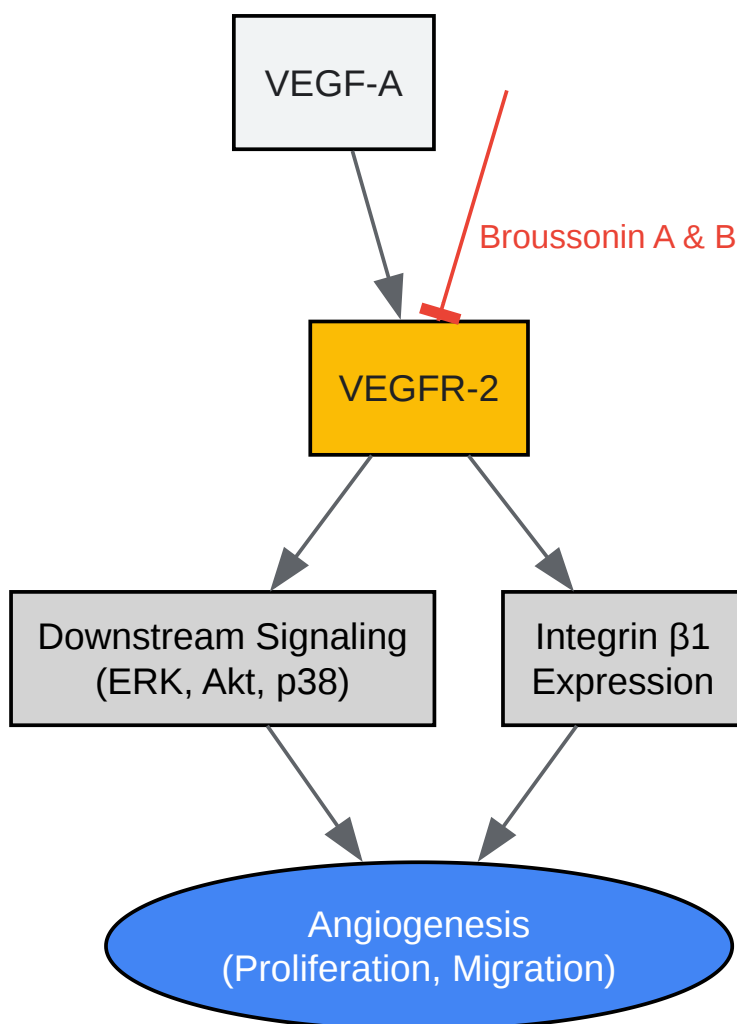 VEGF-A
Broussonin A & B
VEGFR-2
Downstream Signaling
(ERK, Akt, p38)
Integrin β1
Expression
Angiogenesis
(Proliferation, Migration)